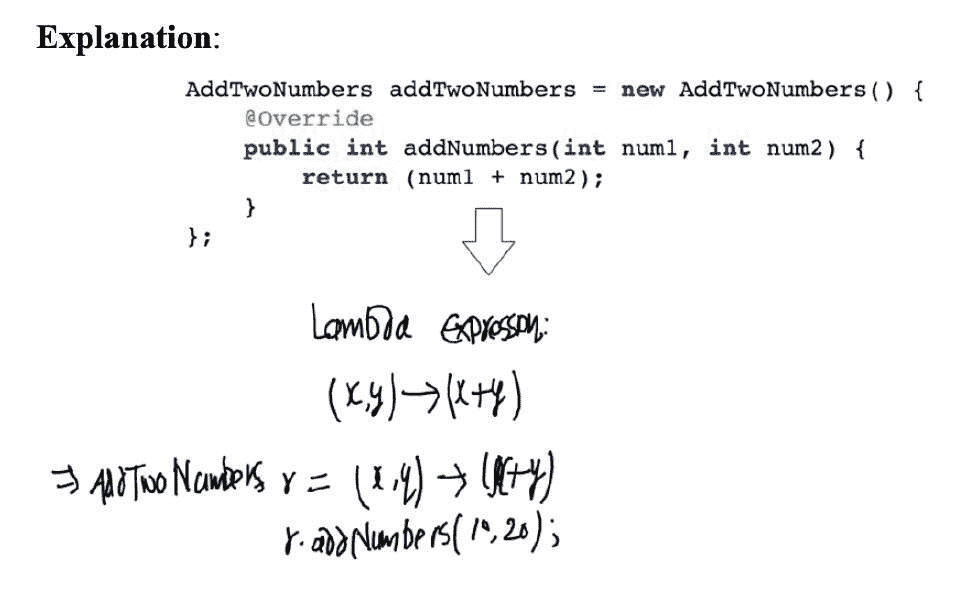 Explanation:
AddTwoNumbers addTwoNumbers = new AddTwoNumbers() {
@Override
public int addNumbers(int num1, int num2) {
return (num1 + num2);
}
};
Lambda Expresson:
(x,y)→(x+y)
⇒ AddTwoNumbers r = (x,y) → (x+y)
r.addNumbers(10,20);